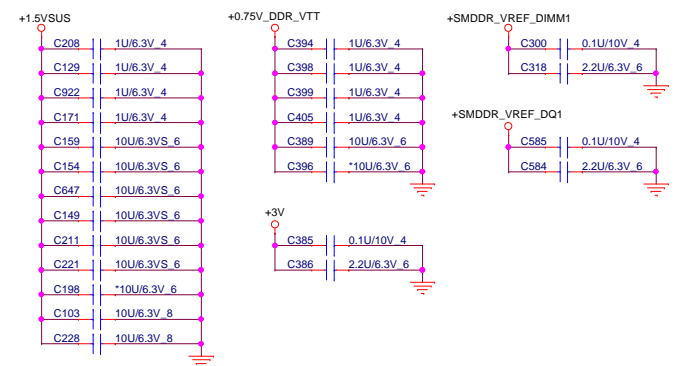 +1.5VSUS
C208 1U/6.3V_4
C129 1U/6.3V_4
C922 1U/6.3V_4
C171 1U/6.3V_4
C159 10U/6.3VS_6
C154 10U/6.3VS_6
C647 10U/6.3VS_6
C149 10U/6.3VS_6
C211 10U/6.3VS_6
C221 10U/6.3VS_6
C198 *10U/6.3V_6
C103 10U/6.3V_8
C228 10U/6.3V_8
+0.75V_DDR_VTT
C394 1U/6.3V_4
C398 1U/6.3V_4
C399 1U/6.3V_4
C405 1U/6.3V_4
C389 10U/6.3V_6
C396 *10U/6.3V_6
+3V
C385 0.1U/10V_4
C386 2.2U/6.3V_6
+SMDDR_VREF_DIMM1
C300 0.1U/10V_4
C318 2.2U/6.3V_6
+SMDDR_VREF_DQ1
C585 0.1U/10V_4
C584 2.2U/6.3V_6